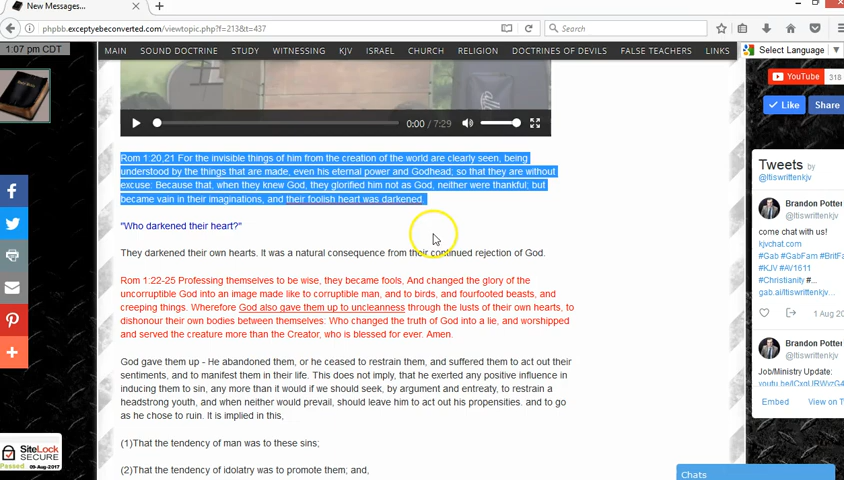 New Messages...
phpbb.exceptyebeconverted.com/viewtopic.php?f=213&t=437
Search
1:07 pm CDT
MAIN SOUND DOCTRINE STUDY WITNESSING KJV ISRAEL CHURCH RELIGION DOCTRINES OF DEVILS FALSE TEACHERS LINKS
Select Language
YouTube 318
Like Share
0:00 / 7:29
Rom 1:20,21 For the invisible things of him from the creation of the world are clearly seen, being
understood by the things that are made, even his eternal power and Godhead; so that they are without
excuse: Because that, when they knew God, they glorified him not as God, neither were thankful; but
became vain in their imaginations, and their foolish heart was darkened.
"Who darkened their heart?"
They darkened their own hearts. It was a natural consequence from their continued rejection of God.
Rom 1:22-25 Professing themselves to be wise, they became fools, And changed the glory of the
uncorruptible God into an image made like to corruptible man, and to birds, and fourfooted beasts, and
creeping things. Wherefore God also gave them up to uncleanness through the lusts of their own hearts, to
dishonour their own bodies between themselves: Who changed the truth of God into a lie, and worshipped
and served the creature more than the Creator, who is blessed for ever. Amen.
God gave them up - He abandoned them, or he ceased to restrain them, and suffered them to act out their
sentiments, and to manifest them in their life. This does not imply, that he exerted any positive influence in
inducing them to sin, any more than it would if we should seek, by argument and entreaty, to restrain a
headstrong youth, and when neither would prevail, should leave him to act out his propensities. and to go
as he chose to ruin. It is implied in this,
(1)That the tendency of man was to these sins;
(2)That the tendency of idolatry was to promote them; and,
Tweets by
@Itiswrittenkjv
Brandon Potter
@Itiswrittenkjv
come chat with us!
kjvchat.com
#Gab #GabFam #BritF
#KJV #AV1611
#Christianity #
gab.ai/Itiswrittenkj
1 Aug 20
Brandon Potter
@Itiswrittenkjv
Job/Ministry Update:
Embed View on T
Chats
SiteLock
SECURE
Passed 09-Aug-2017